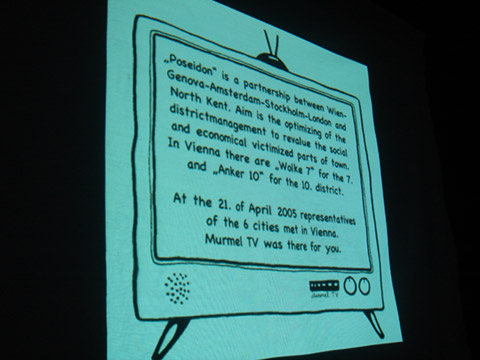 „Poseidon“ is a partnership between Wien-
Genova-Amsterdam-Stockholm-London and
North Kent. Aim is the optimizing of the
districtmanagement to revalue the social
and economical victimized parts of town.
In Vienna there are „Wolke 7“ for the 7.
and „Anker 10“ for the 10. district.
At the 21. of April 2005 representatives
of the 6 cities met in Vienna.
Murmel TV was there for you.
Murmel TV